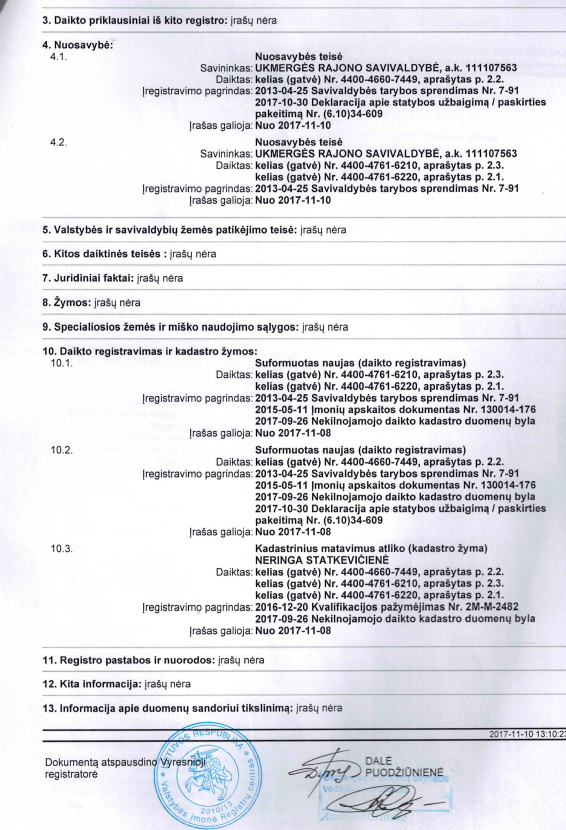 3. Daikto priklausiniai iš kito registro: įrašų nėra
4. Nuosavybė:
4.1. Nuosavybės teisė
Savininkas: UKMERGĖS RAJONO SAVIVALDYBĖ, a.k. 111107563
Daiktas: kelias (gatvė) Nr. 4400-4660-7449, aprašytas p. 2.2.
Įregistravimo pagrindas: 2013-04-25 Savivaldybės tarybos sprendimas Nr. 7-91
2017-10-30 Deklaracija apie statybos užbaigimą / paskirties
pakeitimą Nr. (6.10)34-609
Įrašas galioja: Nuo 2017-11-10
4.2. Nuosavybės teisė
Savininkas: UKMERGĖS RAJONO SAVIVALDYBĖ, a.k. 111107563
Daiktas: kelias (gatvė) Nr. 4400-4761-6210, aprašytas p. 2.3.
kelias (gatvė) Nr. 4400-4761-6220, aprašytas p. 2.1.
Įregistravimo pagrindas: 2013-04-25 Savivaldybės tarybos sprendimas Nr. 7-91
Įrašas galioja: Nuo 2017-11-10
5. Valstybės ir savivaldybių žemės patikėjimo teisė: įrašų nėra
6. Kitos daiktinės teisės : įrašų nėra
7. Juridiniai faktai: įrašų nėra
8. Žymos: įrašų nėra
9. Specialiosios žemės ir miško naudojimo sąlygos: įrašų nėra
10. Daikto registravimas ir kadastro žymos:
10.1. Suformuotas naujas (daikto registravimas)
Daiktas: kelias (gatvė) Nr. 4400-4761-6210, aprašytas p. 2.3.
kelias (gatvė) Nr. 4400-4761-6220, aprašytas p. 2.1.
Įregistravimo pagrindas: 2013-04-25 Savivaldybės tarybos sprendimas Nr. 7-91
2015-05-11 Įmonių apskaitos dokumentas Nr. 130014-176
2017-09-26 Nekilnojamojo daikto kadastro duomenų byla
Įrašas galioja: Nuo 2017-11-08
10.2. Suformuotas naujas (daikto registravimas)
Daiktas: kelias (gatvė) Nr. 4400-4660-7449, aprašytas p. 2.2.
Įregistravimo pagrindas: 2013-04-25 Savivaldybės tarybos sprendimas Nr. 7-91
2015-05-11 Įmonių apskaitos dokumentas Nr. 130014-176
2017-09-26 Nekilnojamojo daikto kadastro duomenų byla
2017-10-30 Deklaracija apie statybos užbaigimą / paskirties
pakeitimą Nr. (6.10)34-609
Įrašas galioja: Nuo 2017-11-08
10.3. Kadastrinius matavimus atliko (kadastro žyma)
NERINGA STATKEVIČIENĖ
Daiktas: kelias (gatvė) Nr. 4400-4660-7449, aprašytas p. 2.2.
kelias (gatvė) Nr. 4400-4761-6210, aprašytas p. 2.3.
kelias (gatvė) Nr. 4400-4761-6220, aprašytas p. 2.1.
Įregistravimo pagrindas: 2016-12-20 Kvalifikacijos pažymėjimas Nr. 2M-M-2482
2017-09-26 Nekilnojamojo daikto kadastro duomenų byla
Įrašas galioja: Nuo 2017-11-08
11. Registro pastabos ir nuorodos: įrašų nėra
12. Kita informacija: įrašų nėra
13. Informacija apie duomenų sandoriui tikslinimą: įrašų nėra
2017-11-10 13:10:23
Dokumentą atspausdino Vyresnioji
registratorė
DALĖ
PUODŽIŪNIENĖ
LIETUVOS RESPUBLIKA
Valstybės įmonė Registrų centras
2010/13